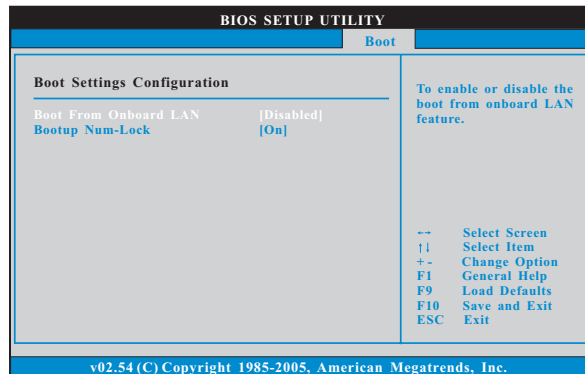 BIOS SETUP UTILITY
Boot
Boot Settings Configuration
Boot From Onboard LAN [Disabled]
Bootup Num-Lock [On]
To enable or disable the
boot from onboard LAN
feature.
←→ Select Screen
↑↓ Select Item
+ - Change Option
F1 General Help
F9 Load Defaults
F10 Save and Exit
ESC Exit
v02.54 (C) Copyright 1985-2005, American Megatrends, Inc.